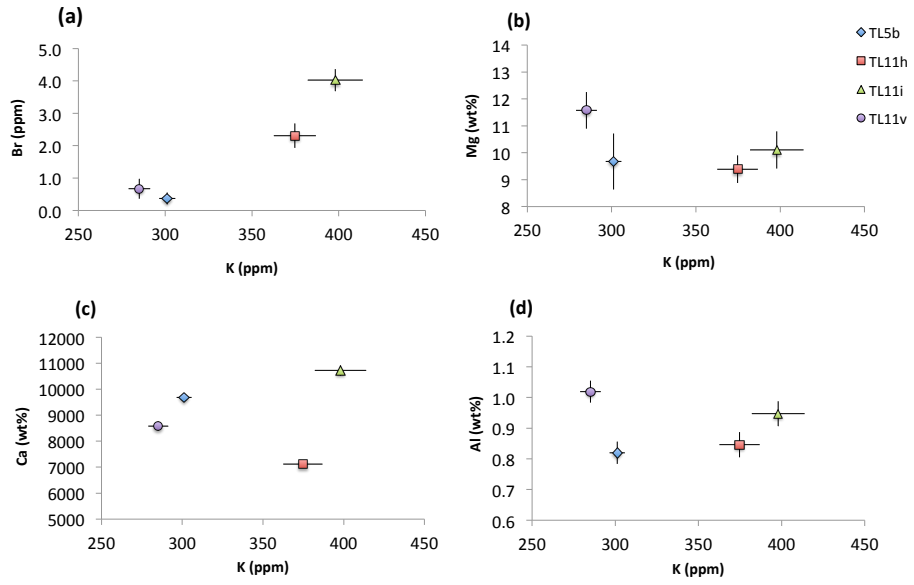 (a)
5.0
4.0
3.0
2.0
1.0
0.0
Br (ppm)
250 300 350 400 450
K (ppm)
(b)
14
13
12
11
10
9
8
Mg (wt%)
250 300 350 400 450
K (ppm)
TL5b
TL11h
TL11i
TL11v
(c)
12000
11000
10000
9000
8000
7000
6000
5000
Ca (wt%)
250 300 350 400 450
K (ppm)
(d)
1.2
1.1
1.0
0.9
0.8
0.7
0.6
Al (wt%)
250 300 350 400 450
K (ppm)